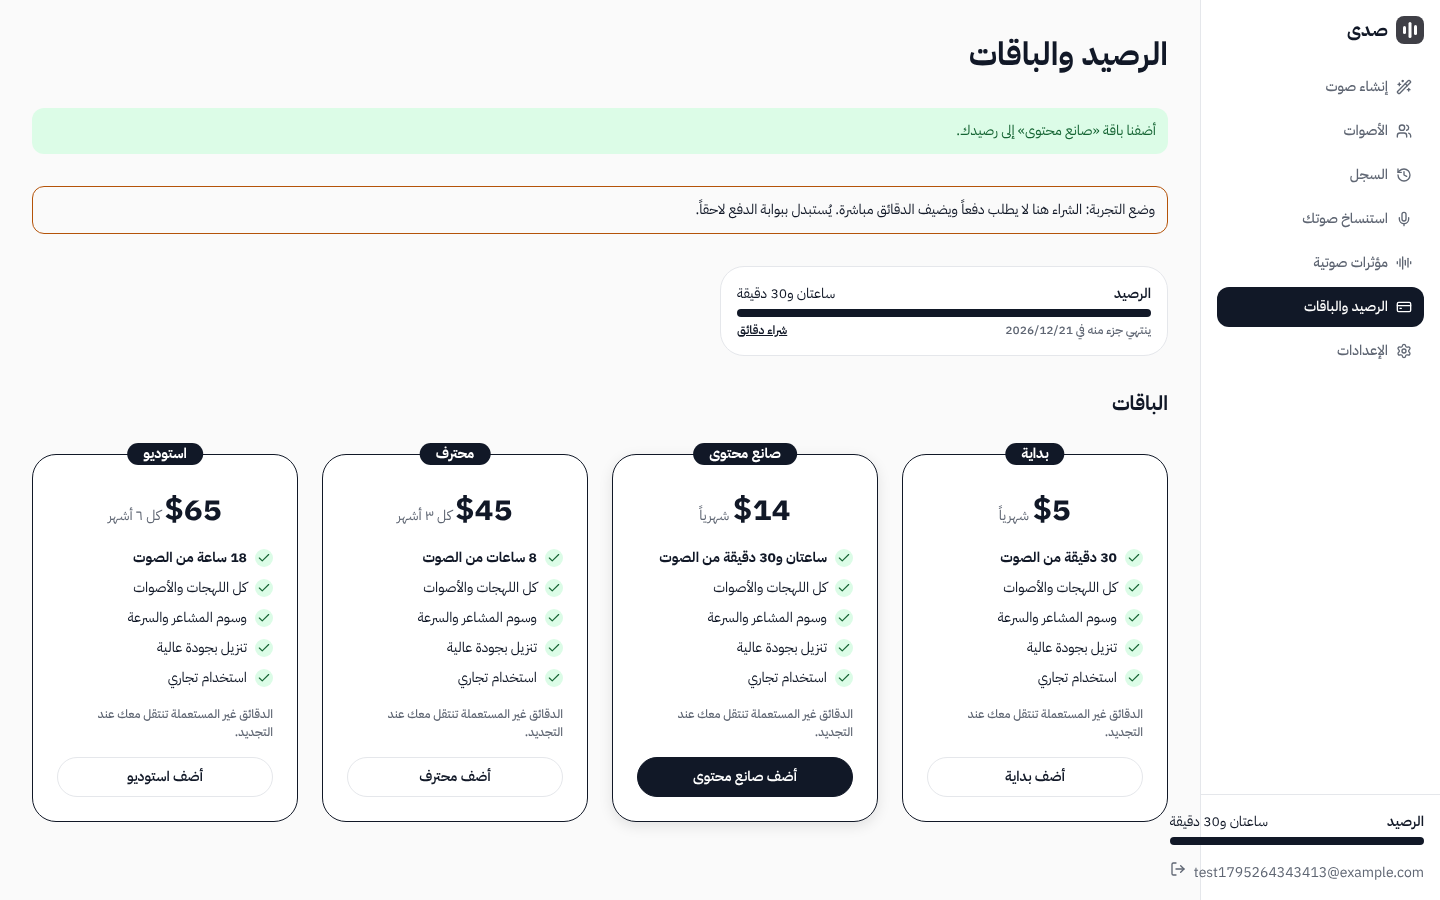 صدى
إنشاء صوت
الأصوات
السجل
استنساخ صوتك
مؤثرات صوتية
الرصيد والباقات
الإعدادات
الرصيد
ساعتان و30 دقيقة
test1795264343413@example.com
الرصيد والباقات
أضفنا باقة «صانع محتوى» إلى رصيدك.
وضع التجربة: الشراء هنا لا يطلب دفعاً ويضيف الدقائق مباشرة. يُستبدل ببوابة الدفع لاحقاً.
الرصيد
ساعتان و30 دقيقة
ينتهي جزء منه في 2026/12/21
شراء دقائق
الباقات
بداية
$5 شهرياً
30 دقيقة من الصوت
كل اللهجات والأصوات
وسوم المشاعر والسرعة
تنزيل بجودة عالية
استخدام تجاري
الدقائق غير المستعملة تنتقل معك عند
التجديد.
أضف بداية
صانع محتوى
$14 شهرياً
ساعتان و30 دقيقة من الصوت
كل اللهجات والأصوات
وسوم المشاعر والسرعة
تنزيل بجودة عالية
استخدام تجاري
الدقائق غير المستعملة تنتقل معك عند
التجديد.
أضف صانع محتوى
محترف
$45 كل ٣ أشهر
8 ساعات من الصوت
كل اللهجات والأصوات
وسوم المشاعر والسرعة
تنزيل بجودة عالية
استخدام تجاري
الدقائق غير المستعملة تنتقل معك عند
التجديد.
أضف محترف
استوديو
$65 كل ٦ أشهر
18 ساعة من الصوت
كل اللهجات والأصوات
وسوم المشاعر والسرعة
تنزيل بجودة عالية
استخدام تجاري
الدقائق غير المستعملة تنتقل معك عند
التجديد.
أضف استوديو